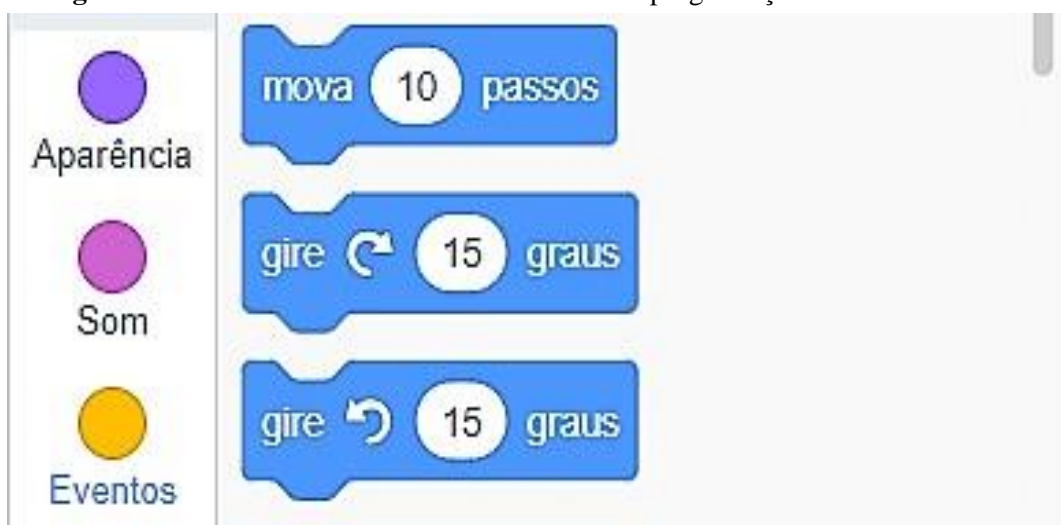 mova 10 passos
Aparência
gire 15 graus
Som
gire 15 graus
Eventos